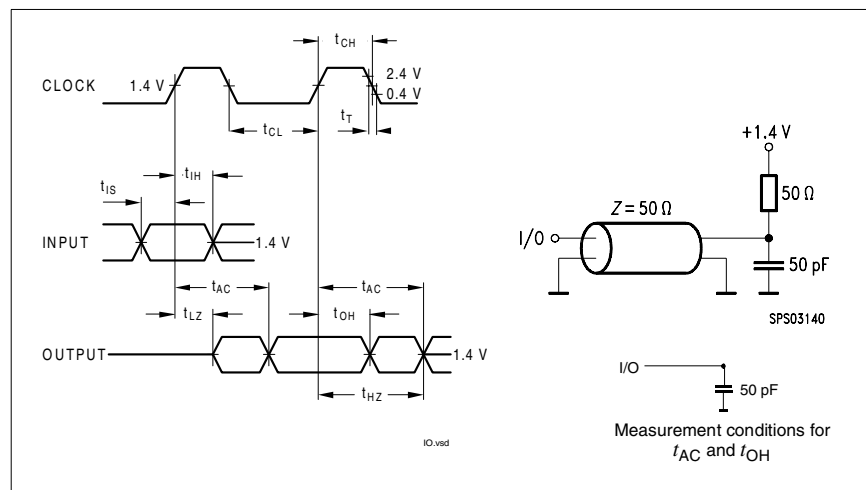 CLOCK
1.4 V
tCH
2.4 V
0.4 V
tCL
tT
tIS
tIH
INPUT
1.4 V
tAC
tAC
tLZ
tOH
OUTPUT
1.4 V
tHZ
IO.vsd
+1.4 V
50 Ω
Z = 50 Ω
I/O
50 pF
SPS03140
I/O
50 pF
Measurement conditions for
tAC and tOH